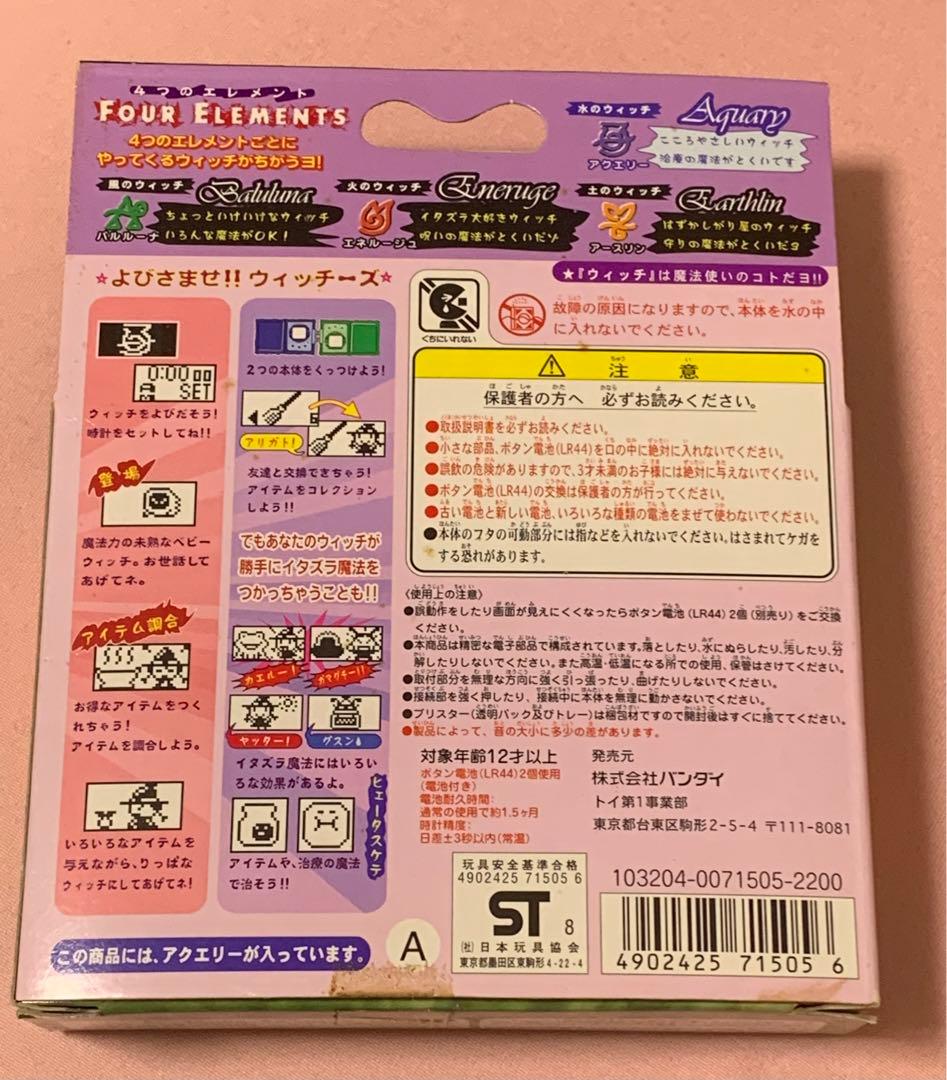 4つのエレメント
FOUR ELEMENTS
4つのエレメントごとに
やってくるウィッチがちがうヨ!
水のウィッチ
Aquary
アクエリー
こころやさしいウィッチ
治療の魔法がとくいです
風のウィッチ
Baluluna
バルルーナ
ちょっといけいけなウィッチ
いろんな魔法がOK!
火のウィッチ
Eneruge
エネルージュ
イタズラ大好きウィッチ
呪いの魔法がとくいだゾ
土のウィッチ
Earthlin
アースリン
はずかしがり屋のウィッチ
守りの魔法がとくいだヨ
★『ウィッチ』は魔法使いのコトだヨ!!
☆よびさませ!! ウィッチーズ☆
0:00 00
A SET
ウィッチをよびだそう!
時計をセットしてね!!
登場
魔法力の未熟なベビー
ウィッチ。お世話して
あげてネ。
アイテム調合
お得なアイテムをつく
れちゃう!
アイテムを調合しよう。
いろいろなアイテムを
与えながら、りっぱな
ウィッチにしてあげてネ!
2つの本体をくっつけよう!
アリガト!
友達と交換できちゃう!
アイテムをコレクション
しよう!!
でもあなたのウィッチが
勝手にイタズラ魔法を
つかっちゃうことも!!
カエルー!
ガマグチー!!
ヤッター!
グスン
イタズラ魔法にはいろい
ろな効果があるよ。
ヒェ〜タスケテ
アイテムや、治療の魔法
で治そう!!
くちにいれない
故障の原因になりますので、本体を水の中
に入れないでください。
注意
保護者の方へ 必ずお読みください。
●取扱説明書を必ずお読みください。
●小さな部品、ボタン電池(LR44)を口の中に絶対に入れないでください。
●誤飲の危険がありますので、3才未満のお子様には絶対に与えないでください。
●ボタン電池(LR44)の交換は保護者の方が行ってください。
●古い電池と新しい電池、いろいろな種類の電池をまぜて使わないでください。
●本体のフタの可動部分には指などを入れないでください。はさまれてケガを
する恐れがあります。
〈使用上の注意〉
●誤動作をしたり画面が見えにくくなったらボタン電池(LR44)2個(別売り)をご交換
ください。
●本商品は精密な電子部品で構成されています。落としたり、水にぬらしたり、汚したり、分
解したりしないでください。また高温・低温になる所での使用、保管はさけてください。
●取付部分を無理な方向に強く引っ張ったり、曲げたりしないでください。
●接続部を強く押したり、接続中に本体を無理に動かさないでください。
●ブリスター(透明パック及びトレー)は梱包材ですので開封後はすぐに捨ててください。
●製品によって、音の大小に多少の差があります。
対象年齢12才以上
ボタン電池(LR44)2個使用
(電池付き)
電池耐久時間:
通常の使用で約1.5ヶ月
時計精度:
日差±3秒以内(常温)
発売元
株式会社バンダイ
トイ第1事業部
東京都台東区駒形2-5-4 〒111-8081
玩具安全基準合格
4902425 71505 6
ST 8
(社)日本玩具協会
東京都墨田区東駒形4-22-4
103204-0071505-2200
4902425 71505 6
この商品には、アクエリーが入っています。
A